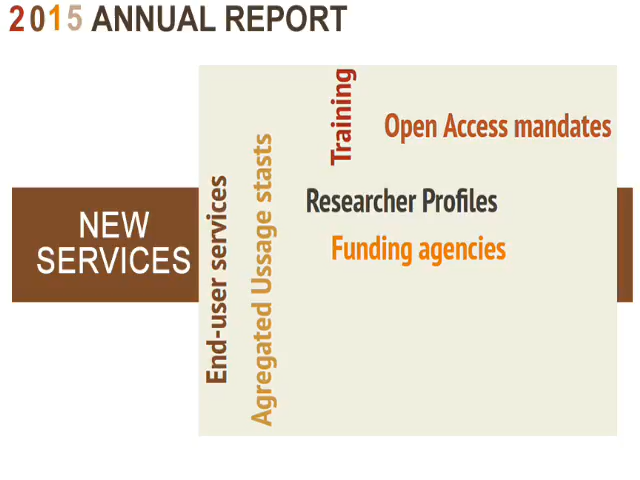 2015 ANNUAL REPORT
NEW
SERVICES
End-user services
Agregated Ussage stasts
Training
Open Access mandates
Researcher Profiles
Funding agencies